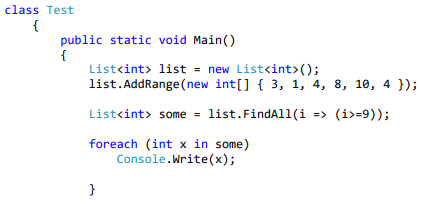 class Test
{
public static void Main()
{
List<int> list = new List<int>();
list.AddRange(new int[] { 3, 1, 4, 8, 10, 4 });
List<int> some = list.FindAll(i => (i>=9));
foreach (int x in some)
Console.Write(x);
}